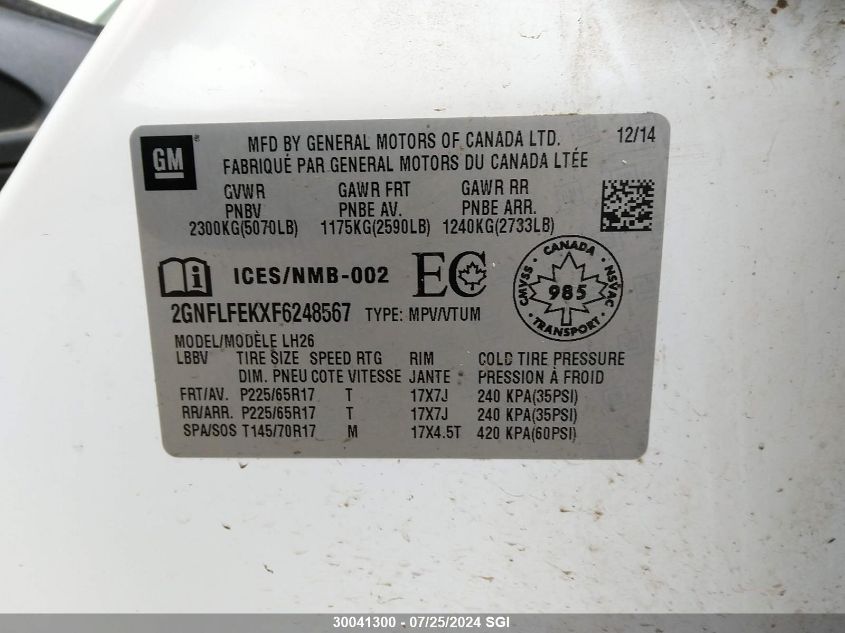 GM®
MFD BY GENERAL MOTORS OF CANADA LTD. 12/14
FABRIQUÉ PAR GENERAL MOTORS DU CANADA LTÉE
GVWR GAWR FRT GAWR RR
PNBV PNBE AV. PNBE ARR.
2300KG(5070LB) 1175KG(2590LB) 1240KG(2733LB)
ICES/NMB-002 EC
CANADA
CMVSS 985 NSVAC
TRANSPORT
2GNFLFEKXF6248567 TYPE: MPV/VTUM
MODEL/MODÈLE LH26
LBBV TIRE SIZE SPEED RTG RIM COLD TIRE PRESSURE
DIM. PNEU COTE VITESSE JANTE PRESSION À FROID
FRT/AV. P225/65R17 T 17X7J 240 KPA(35PSI)
RR/ARR. P225/65R17 T 17X7J 240 KPA(35PSI)
SPA/SOS T145/70R17 M 17X4.5T 420 KPA(60PSI)
30041300 - 07/25/2024 SGI